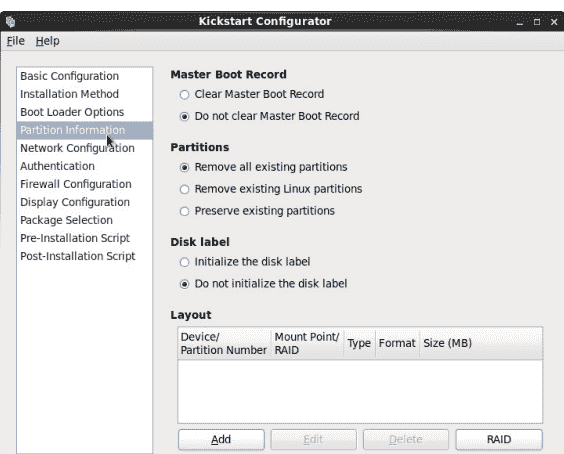 Kickstart Configurator
File Help
Basic Configuration
Installation Method
Boot Loader Options
Partition Information
Network Configuration
Authentication
Firewall Configuration
Display Configuration
Package Selection
Pre-Installation Script
Post-Installation Script
Master Boot Record
Clear Master Boot Record
Do not clear Master Boot Record
Partitions
Remove all existing partitions
Remove existing Linux partitions
Preserve existing partitions
Disk label
Initialize the disk label
Do not initialize the disk label
Layout
Device/
Partition Number
Mount Point/
RAID
Type
Format
Size (MB)
Add
Edit
Delete
RAID